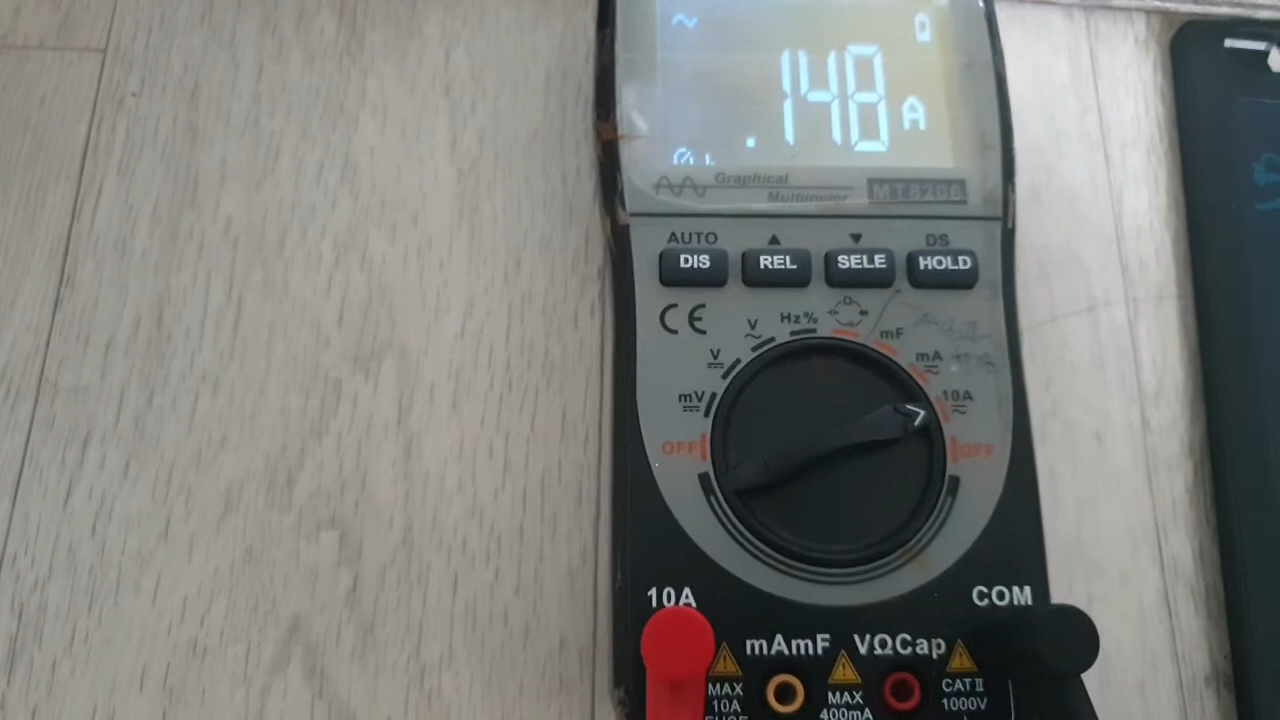 ~
.148 A
Graphical
Multimeter
MT8206
AUTO ▲ ▼ DS
DIS REL SELE HOLD
CE
Hz%
V
mF
V
mA
mV
10A
OFF
OFF
10A
COM
mAmF VΩCap
MAX
10A
MAX
400mA
CAT II
1000V